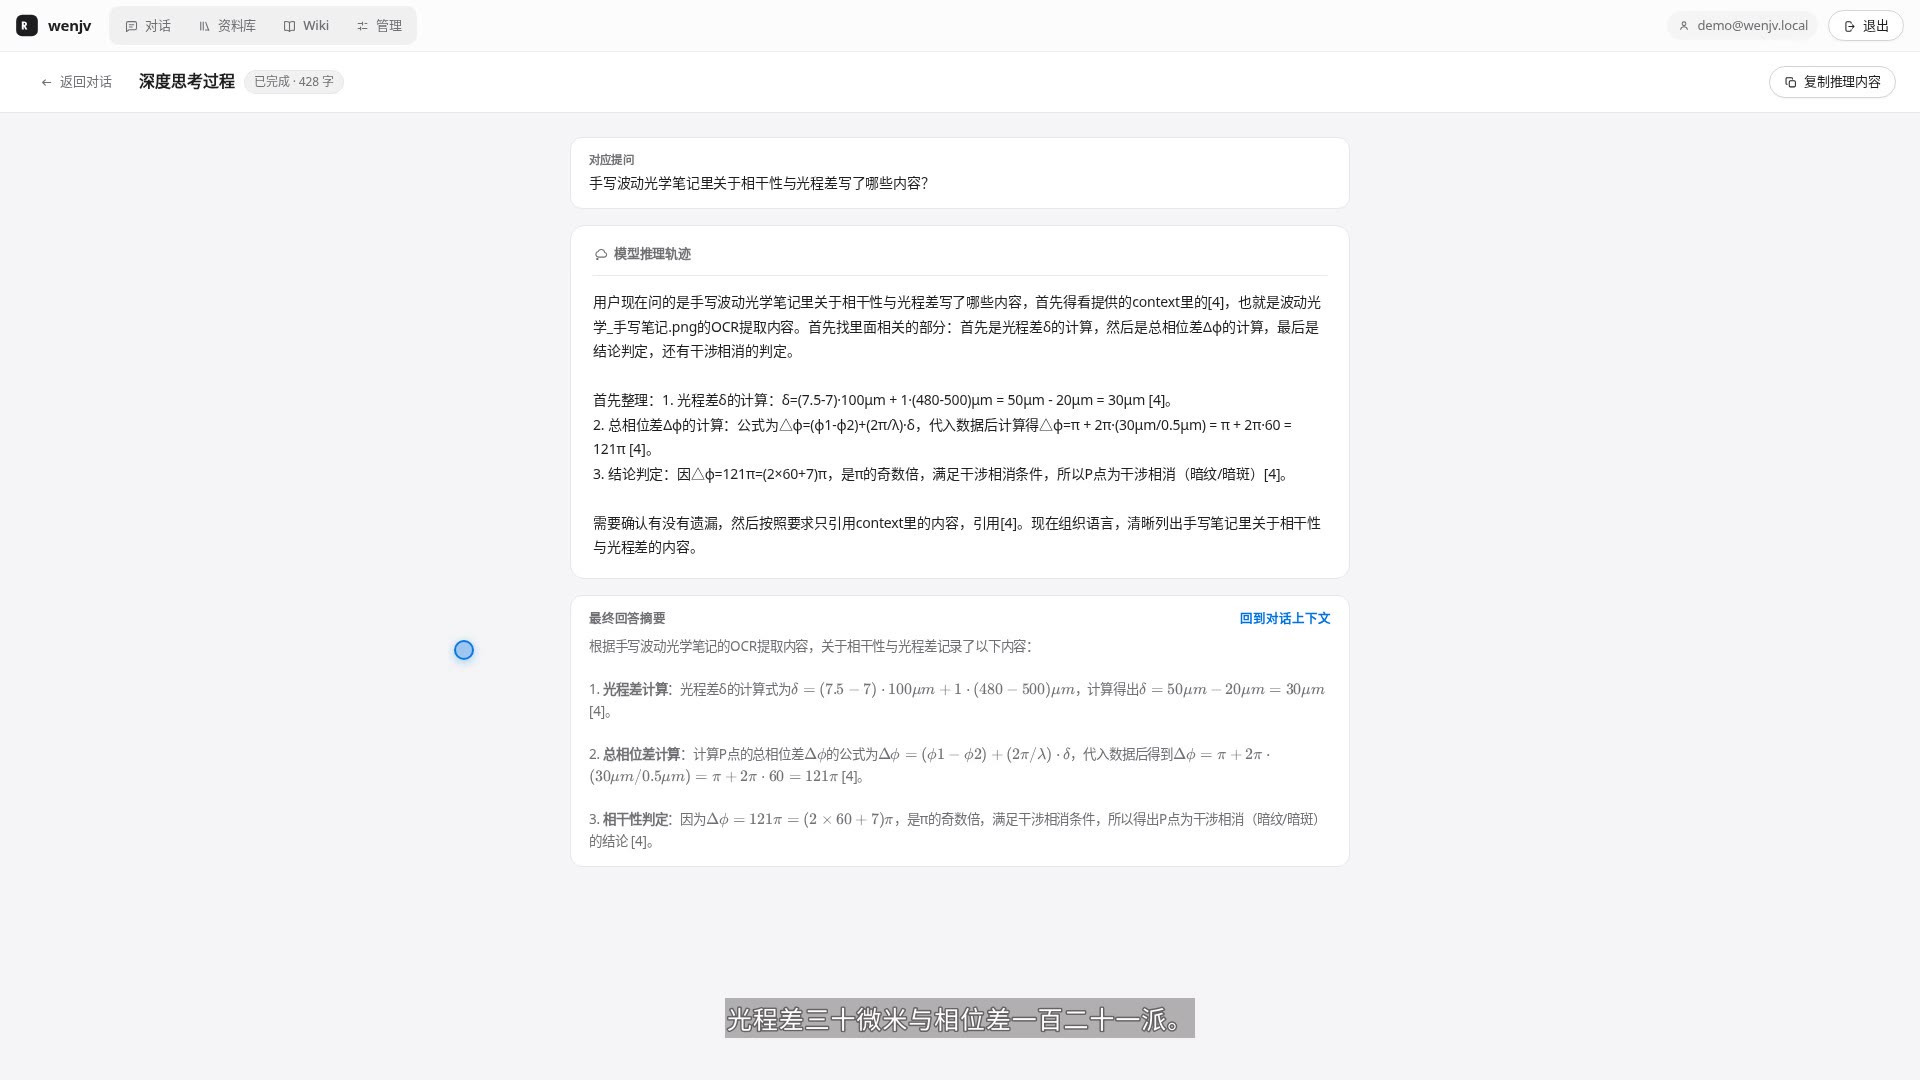 wenjv
对话
资料库
Wiki
管理
demo@wenjv.local
退出
返回对话
深度思考过程
已完成 · 428 字
复制推理内容
对应提问
手写波动光学笔记里关于相干性与光程差写了哪些内容？
模型推理轨迹
用户现在问的是手写波动光学笔记里关于相干性与光程差写了哪些内容，首先得看提供的context里的[4]，也就是波动光
学_手写笔记.png的OCR提取内容。首先找里面相关的部分：首先是光程差δ的计算，然后是总相位差Δϕ的计算，最后是
结论判定，还有干涉相消的判定。
首先整理：1. 光程差δ的计算：δ=(7.5-7)·100μm + 1·(480-500)μm = 50μm - 20μm = 30μm [4]。
2. 总相位差Δϕ的计算：公式为△ϕ=(ϕ1-ϕ2)+(2π/λ)·δ，代入数据后计算得△ϕ=π + 2π·(30μm/0.5μm) = π + 2π·60 =
121π [4]。
3. 结论判定：因△ϕ=121π=(2×60+7)π，是π的奇数倍，满足干涉相消条件，所以P点为干涉相消（暗纹/暗斑）[4]。
需要确认有没有遗漏，然后按照要求只引用context里的内容，引用[4]。现在组织语言，清晰列出手写笔记里关于相干性
与光程差的内容。
最终回答摘要
回到对话上下文
根据手写波动光学笔记的OCR提取内容，关于相干性与光程差记录了以下内容：
1. 光程差计算：光程差δ的计算式为δ = (7.5 − 7) · 100μm + 1 · (480 − 500)μm，计算得出δ = 50μm − 20μm = 30μm
[4]。
2. 总相位差计算：计算P点的总相位差Δϕ的公式为Δϕ = (ϕ1 − ϕ2) + (2π/λ) · δ，代入数据后得到Δϕ = π + 2π ·
(30μm/0.5μm) = π + 2π · 60 = 121π [4]。
3. 相干性判定：因为Δϕ = 121π = (2 × 60 + 7)π，是π的奇数倍，满足干涉相消条件，所以得出P点为干涉相消（暗纹/暗斑）
的结论 [4]。
光程差三十微米与相位差一百二十一派。